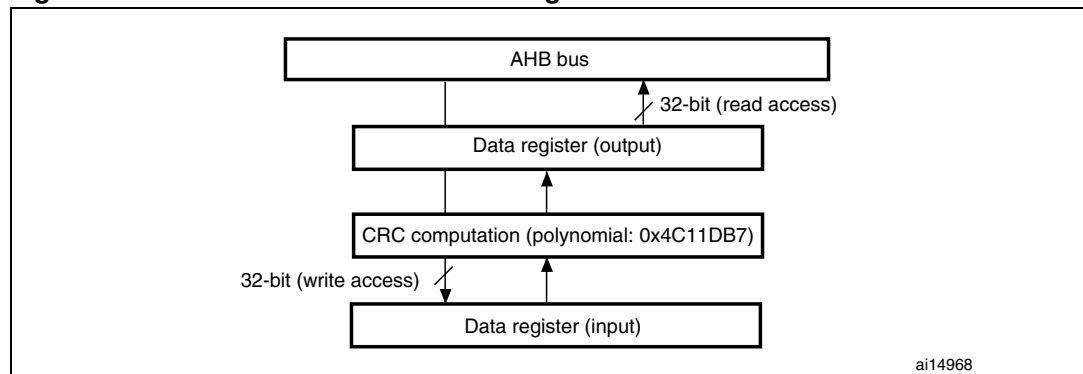 AHB bus
32-bit (read access)
Data register (output)
CRC computation (polynomial: 0x4C11DB7)
32-bit (write access)
Data register (input)
ai14968